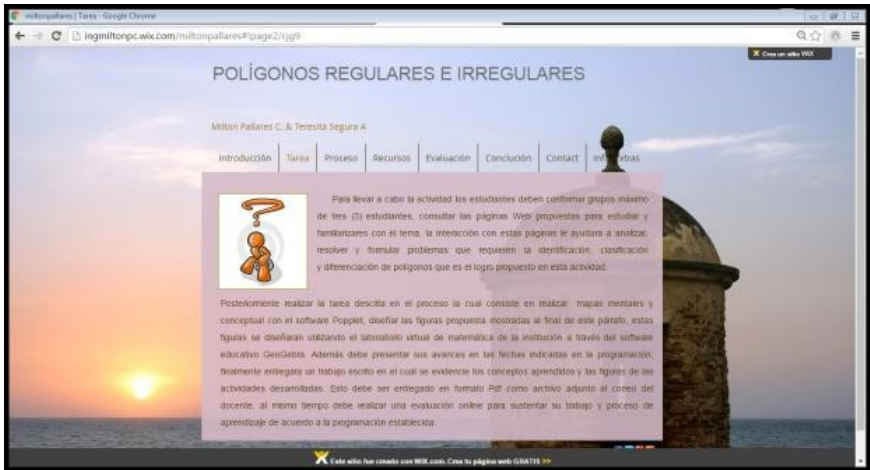 miltonpallares | Tarea - Google Chrome
ingmiltonpc.wix.com/miltonpallares#!page2/cjg9
Crea un sitio WIX
POLÍGONOS REGULARES E IRREGULARES
Milton Pallares C. & Teresita Segura A
Introducción Tarea Proceso Recursos Evaluación Conclución Contact Info Extras
Para llevar a cabo la actividad los estudiantes deben conformar grupos máximo
de tres (3) estudiantes, consultar las páginas Web propuestas para estudiar y
familiarizares con el tema, la interacción con estas páginas le ayudara a analizar,
resolver y formular problemas que requieren la identificación, clasificación
y diferenciación de polígonos que es el logro propuesto en esta actividad.
Posteriormente realizar la tarea descrita en el proceso la cual consiste en realizar mapas mentales y
conceptual con el software Popplet, diseñar las figuras propuesta mostradas al final de este párrafo, estas
figuras se diseñaran utilizando el laboratorio virtual de matemática de la institución a través del software
educativo GeoGebra. Además debe presentar sus avances en las fechas indicadas en la programación;
finalmente entregara un trabajo escrito en el cual se evidencie los conceptos aprendidos y las figuras de las
actividades desarrolladas. Esto debe ser entregado en formato Pdf como archivo adjunto al correo del
docente, al mismo tiempo debe realizar una evaluación online para sustentar su trabajo y proceso de
aprendizaje de acuerdo a la programación establecida.
Este sitio fue creado con WIX.com. Crea tu página web GRATIS >>